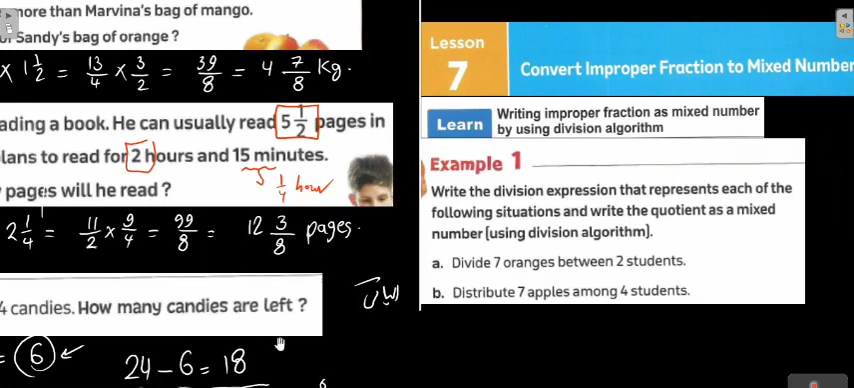 more than Marvina's bag of mango.
Sandy's bag of orange ?
× 1 1/2 = 13/4 × 3/2 = 39/8 = 4 7/8 kg.
ading a book. He can usually read 5 1/2 pages in
lans to read for 2 hours and 15 minutes.
1/4 hour
pages will he read ?
2 1/4 = 11/2 × 9/4 = 99/8 = 12 3/8 pages.
4 candies. How many candies are left ?
= 6
24 - 6 = 18
Lesson
7
Convert Improper Fraction to Mixed Number
Learn
Writing improper fraction as mixed number
by using division algorithm
Example 1
Write the division expression that represents each of the
following situations and write the quotient as a mixed
number (using division algorithm).
a. Divide 7 oranges between 2 students.
b. Distribute 7 apples among 4 students.